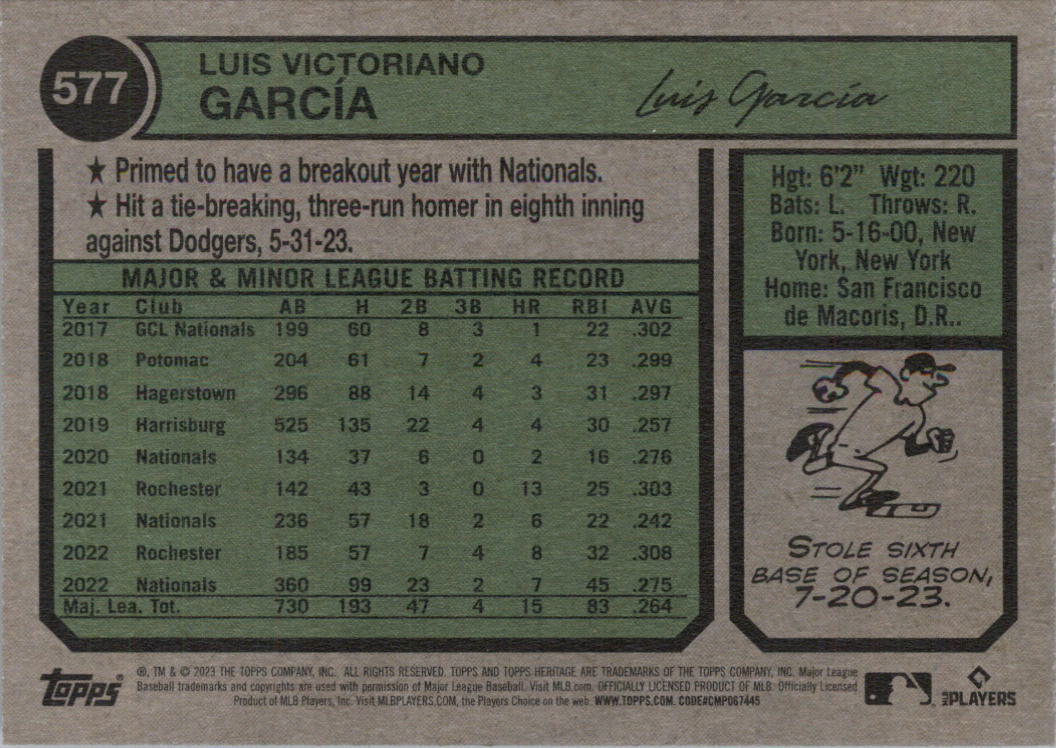 577
LUIS VICTORIANO
GARCÍA
Luis García
★ Primed to have a breakout year with Nationals.
★ Hit a tie-breaking, three-run homer in eighth inning
against Dodgers, 5-31-23.
MAJOR & MINOR LEAGUE BATTING RECORD
Year Club AB H 2B 3B HR RBI AVG
2017 GCL Nationals 199 60 8 3 1 22 .302
2018 Potomac 204 61 7 2 4 23 .299
2018 Hagerstown 296 88 14 4 3 31 .297
2019 Harrisburg 525 135 22 4 4 30 .257
2020 Nationals 134 37 6 0 2 16 .276
2021 Rochester 142 43 3 0 13 25 .303
2021 Nationals 236 57 18 2 6 22 .242
2022 Rochester 185 57 7 4 8 32 .308
2022 Nationals 360 99 23 2 7 45 .275
Maj. Lea. Tot. 730 193 47 4 15 83 .264
Hgt: 6'2" Wgt: 220
Bats: L. Throws: R.
Born: 5-16-00, New
York, New York
Home: San Francisco
de Macoris, D.R..
STOLE SIXTH
BASE OF SEASON,
7-20-23.
topps
®, TM & © 2023 THE TOPPS COMPANY, INC. ALL RIGHTS RESERVED. TOPPS AND TOPPS HERITAGE ARE TRADEMARKS OF THE TOPPS COMPANY, INC. Major League
Baseball trademarks and copyrights are used with permission of Major League Baseball. Visit MLB.com. OFFICIALLY LICENSED PRODUCT OF MLB. Officially Licensed
Product of MLB Players, Inc. Visit MLBPLAYERS.COM, the Players Choice on the web. WWW.TOPPS.COM. CODE#CMP067445
MLB PLAYERS